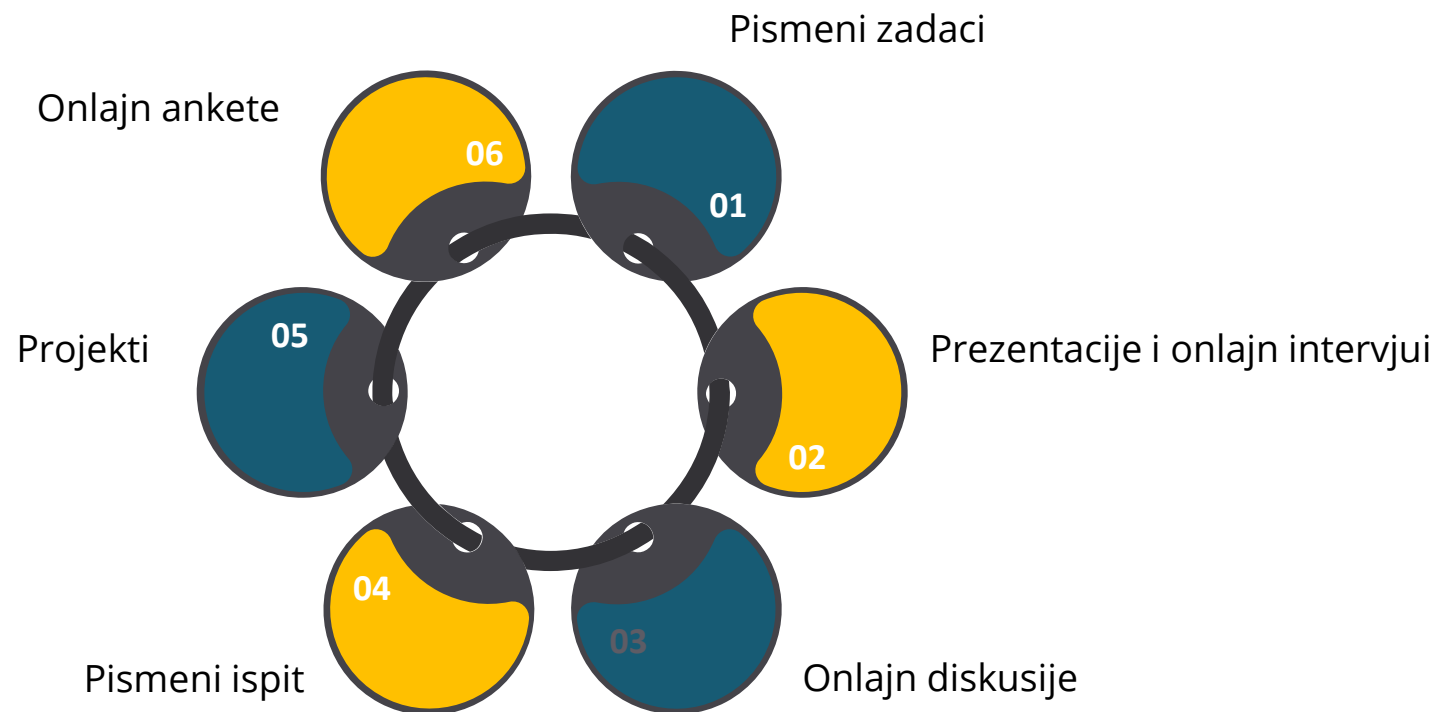 Pismeni zadaci
01
Prezentacije i onlajn intervjui
02
Onlajn diskusije
03
Pismeni ispit
04
Projekti
05
Onlajn ankete
06